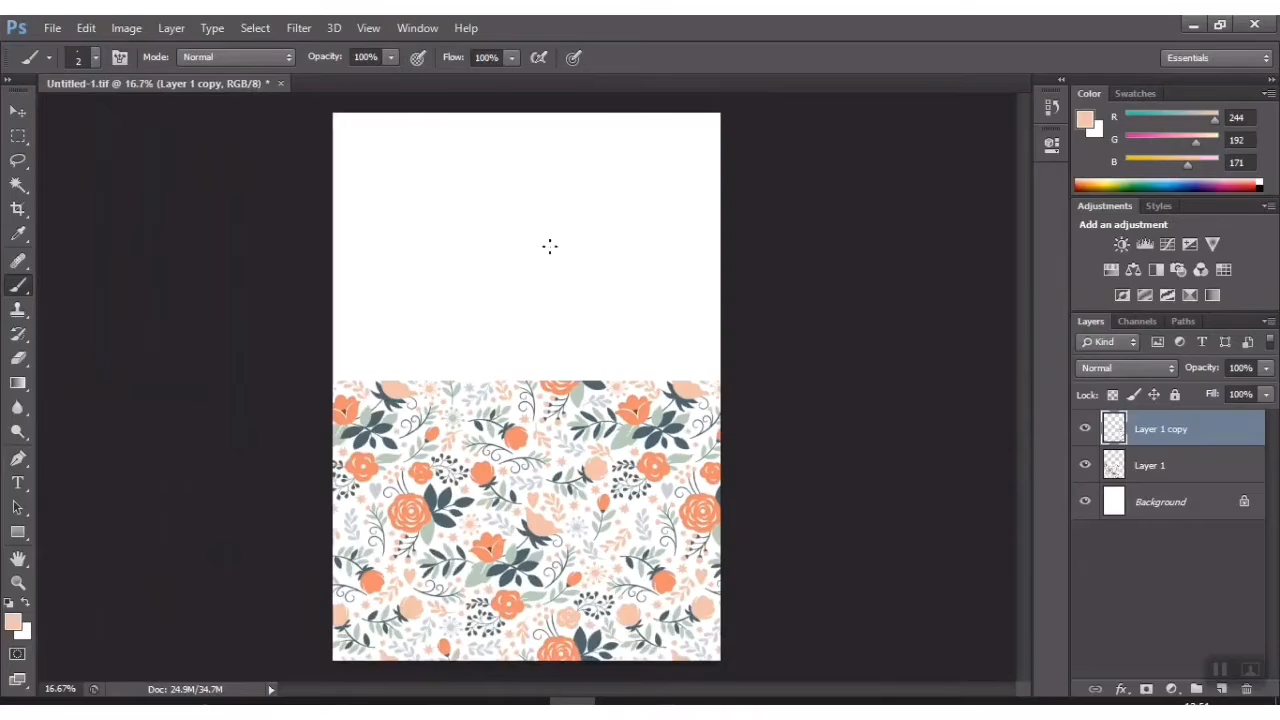 Ps File Edit Image Layer Type Select Filter 3D View Window Help
2 Mode: Normal Opacity: 100% Flow: 100% Essentials
Untitled-1.tif @ 16.7% (Layer 1 copy, RGB/8) * ×
Color Swatches
R 244
G 192
B 171
Adjustments Styles
Add an adjustment
Layers Channels Paths
Kind
Normal Opacity: 100%
Lock: Fill: 100%
Layer 1 copy
Layer 1
Background
16.67% Doc: 24.9M/34.7M